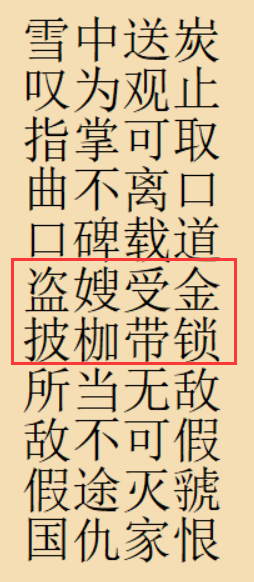 雪中送炭
叹为观止
指掌可取
曲不离口
口碑载道
盗嫂受金
披枷带锁
所当无敌
敌不可假
假途灭虢
国仇家恨